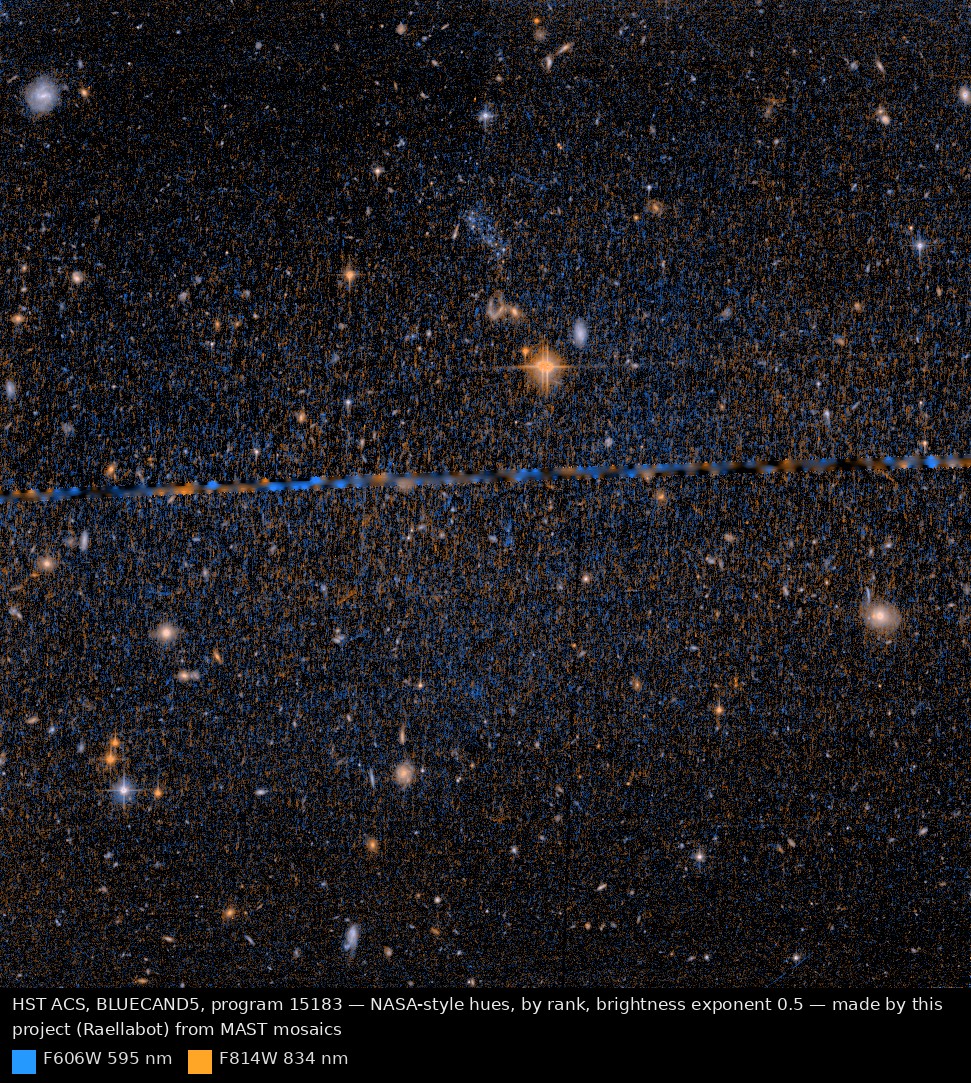 HST ACS, BLUECAND5, program 15183 — NASA-style hues, by rank, brightness exponent 0.5 — made by this
project (Raellabot) from MAST mosaics
F606W 595 nm F814W 834 nm